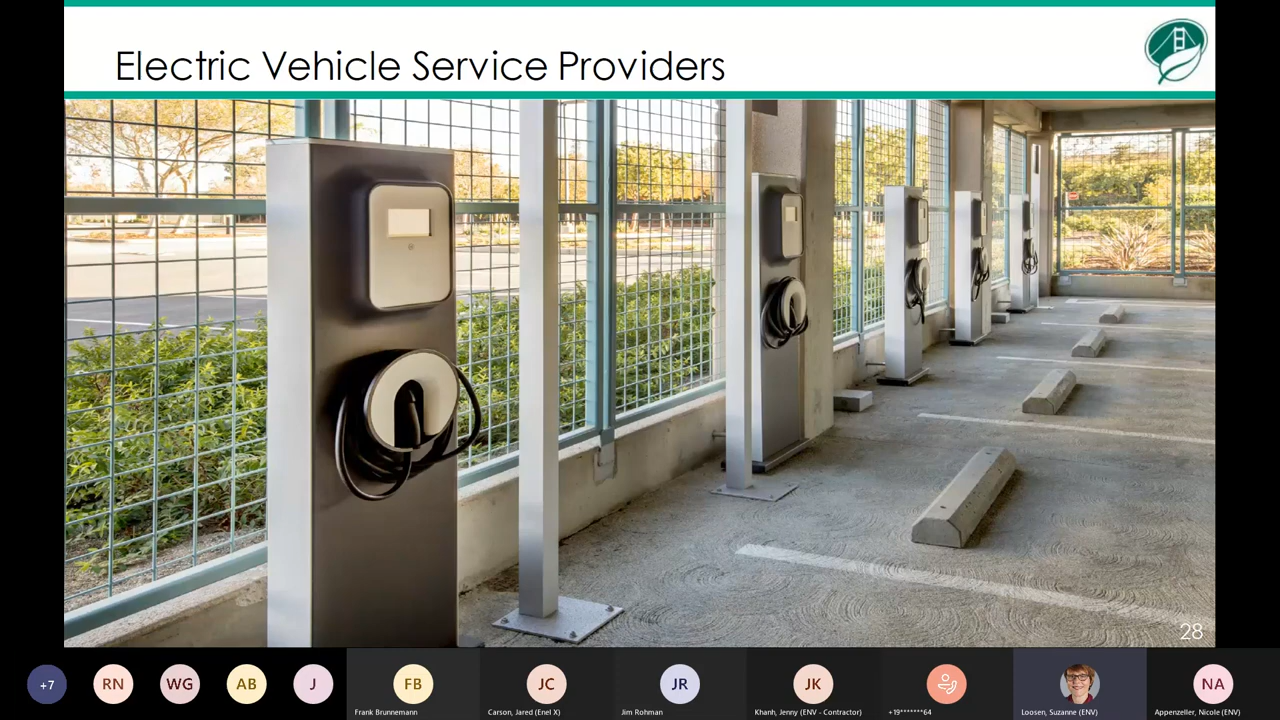 Electric Vehicle Service Providers
28
+7
RN
WG
AB
J
FB
JC
JR
JK
NA
Frank Brunnemann
Carson, Jared (Enel X)
Jim Rohman
Khanh, Jenny (ENV - Contractor)
+19*******64
Loosen, Suzanne (ENV)
Appenzeller, Nicole (ENV)